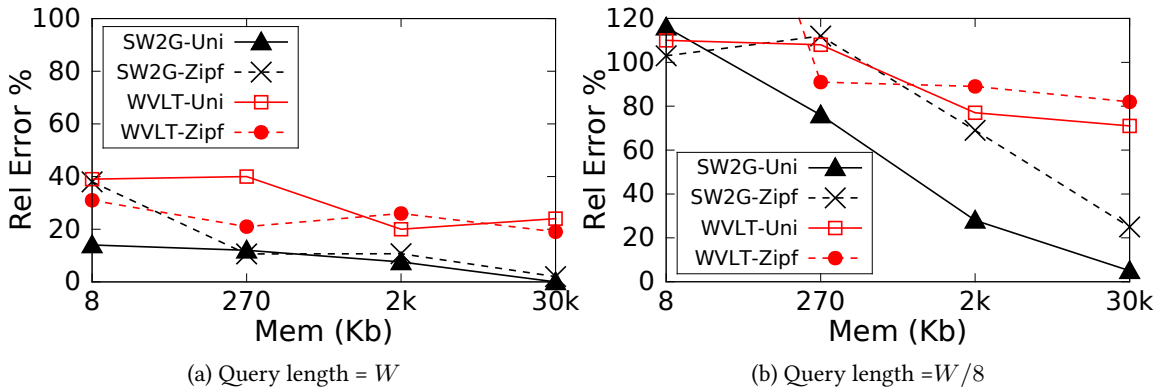 Rel Error %
100
80
60
40
20
0
SW2G-Uni
SW2G-Zipf
WVLT-Uni
WVLT-Zipf
8 270 2k 30k
Mem (Kb)
(a) Query length = W
Rel Error %
120
100
80
60
40
20
0
SW2G-Uni
SW2G-Zipf
WVLT-Uni
WVLT-Zipf
8 270 2k 30k
Mem (Kb)
(b) Query length =W/8